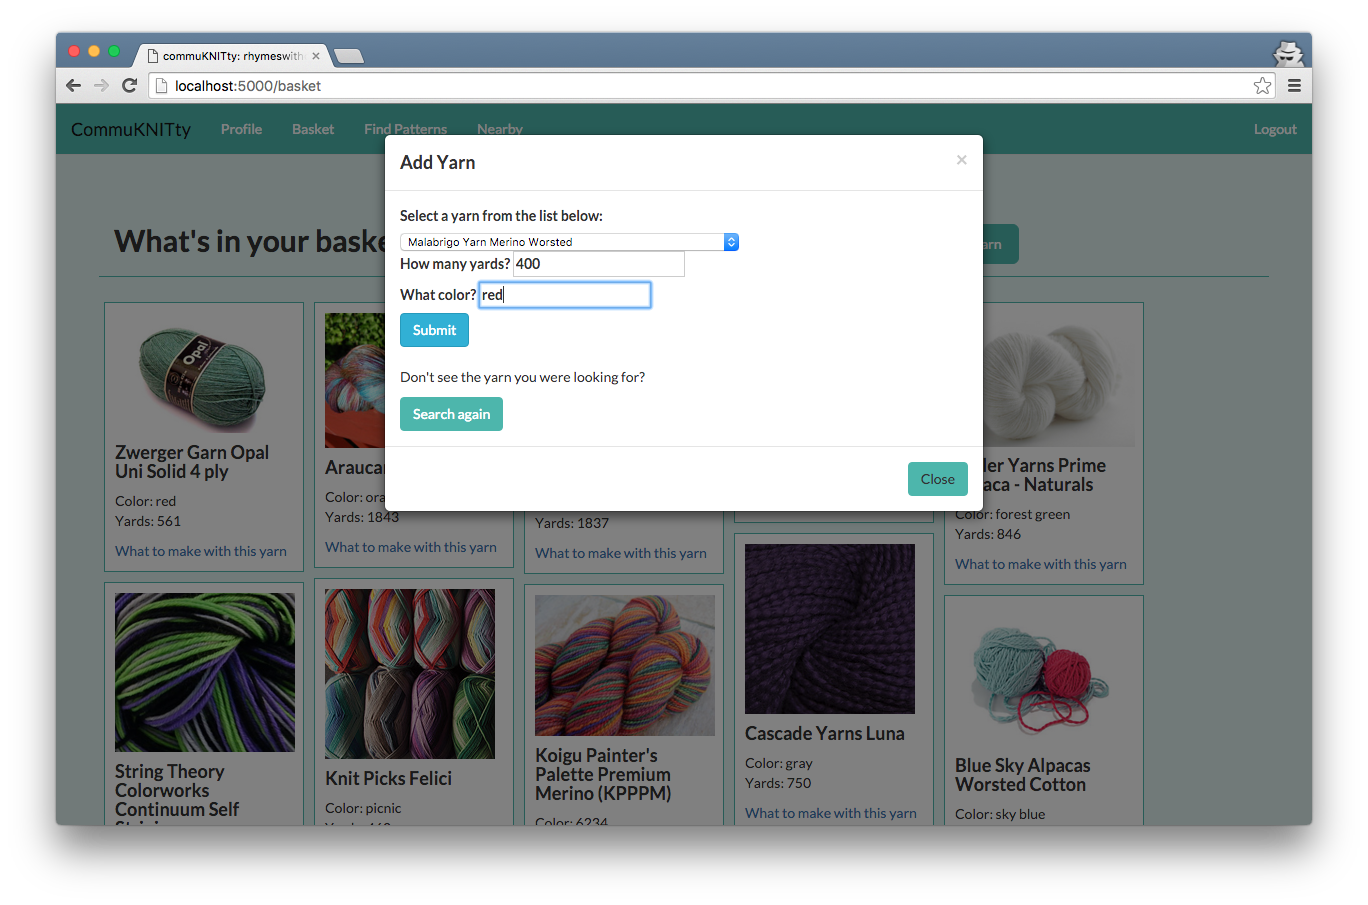 commuKNITty: rhymeswith
localhost:5000/basket
CommuKNITty Profile Basket Find Patterns Nearby Logout
Add Yarn
×
Select a yarn from the list below:
Malabrigo Yarn Merino Worsted
How many yards? 400
What color? red
Submit
Don't see the yarn you were looking for?
Search again
Close
What's in your baske
arn
Opal
Zwerger Garn Opal
Uni Solid 4 ply
Color: red
Yards: 561
What to make with this yarn
Arauca
Color: ora
Yards: 1843
What to make with this yarn
Yards: 1837
What to make with this yarn
ler Yarns Prime
aca - Naturals
Color: forest green
Yards: 846
What to make with this yarn
String Theory
Colorworks
Continuum Self
Knit Picks Felici
Color: picnic
Koigu Painter's
Palette Premium
Merino (KPPPM)
Color: 6234
Cascade Yarns Luna
Color: gray
Yards: 750
What to make with this yarn
Blue Sky Alpacas
Worsted Cotton
Color: sky blue